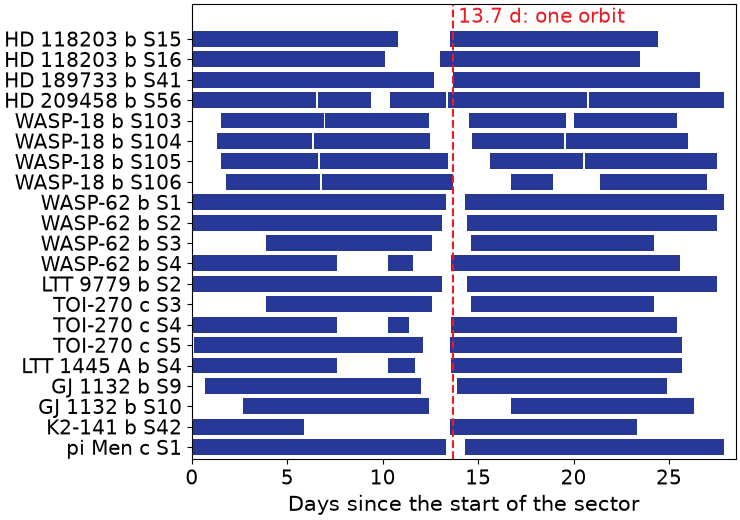 13.7 d: one orbit
HD 118203 b S15
HD 118203 b S16
HD 189733 b S41
HD 209458 b S56
WASP-18 b S103
WASP-18 b S104
WASP-18 b S105
WASP-18 b S106
WASP-62 b S1
WASP-62 b S2
WASP-62 b S3
WASP-62 b S4
LTT 9779 b S2
TOI-270 c S3
TOI-270 c S4
TOI-270 c S5
LTT 1445 A b S4
GJ 1132 b S9
GJ 1132 b S10
K2-141 b S42
pi Men c S1
0 5 10 15 20 25
Days since the start of the sector